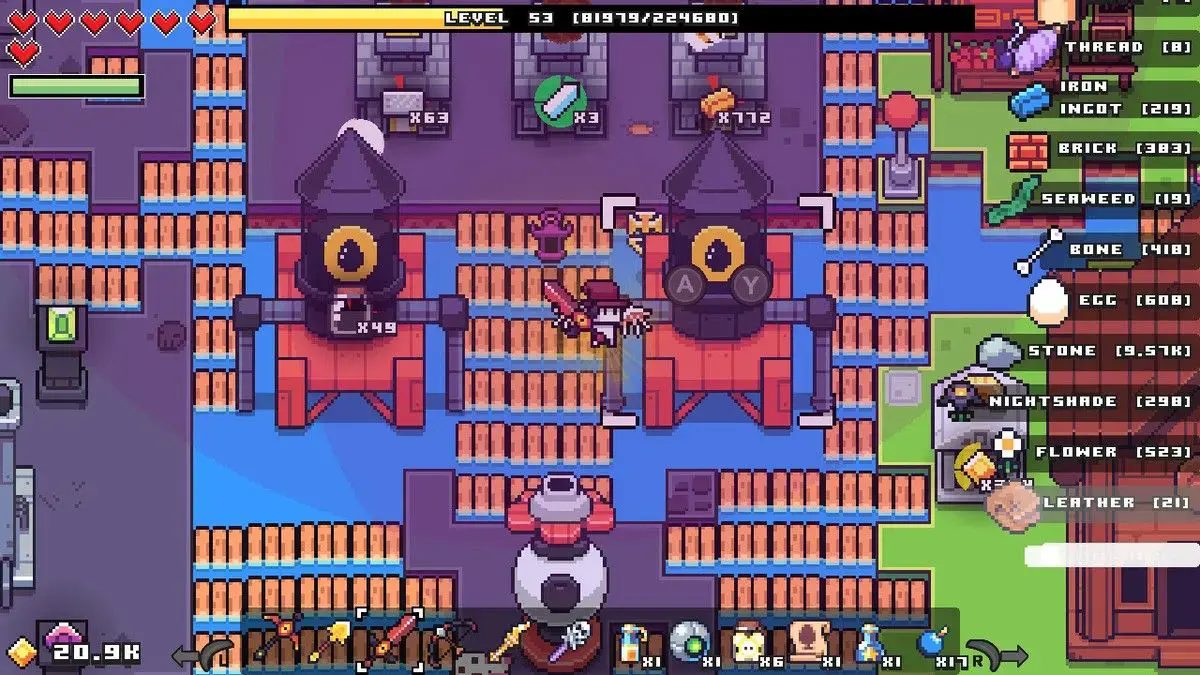 LEVEL 53 [81979/224680]
THREAD [8]
IRON
INGOT [219]
X63
X3
X772
BRICK [383]
SEAWEED [19]
BONE [418]
A
Y
EGG [608]
X49
STONE [9.57K]
NIGHTSHADE [298]
FLOWER [523]
LEATHER [21]
20.9K
L
X1
X1
X6
X1
X1
X17
R